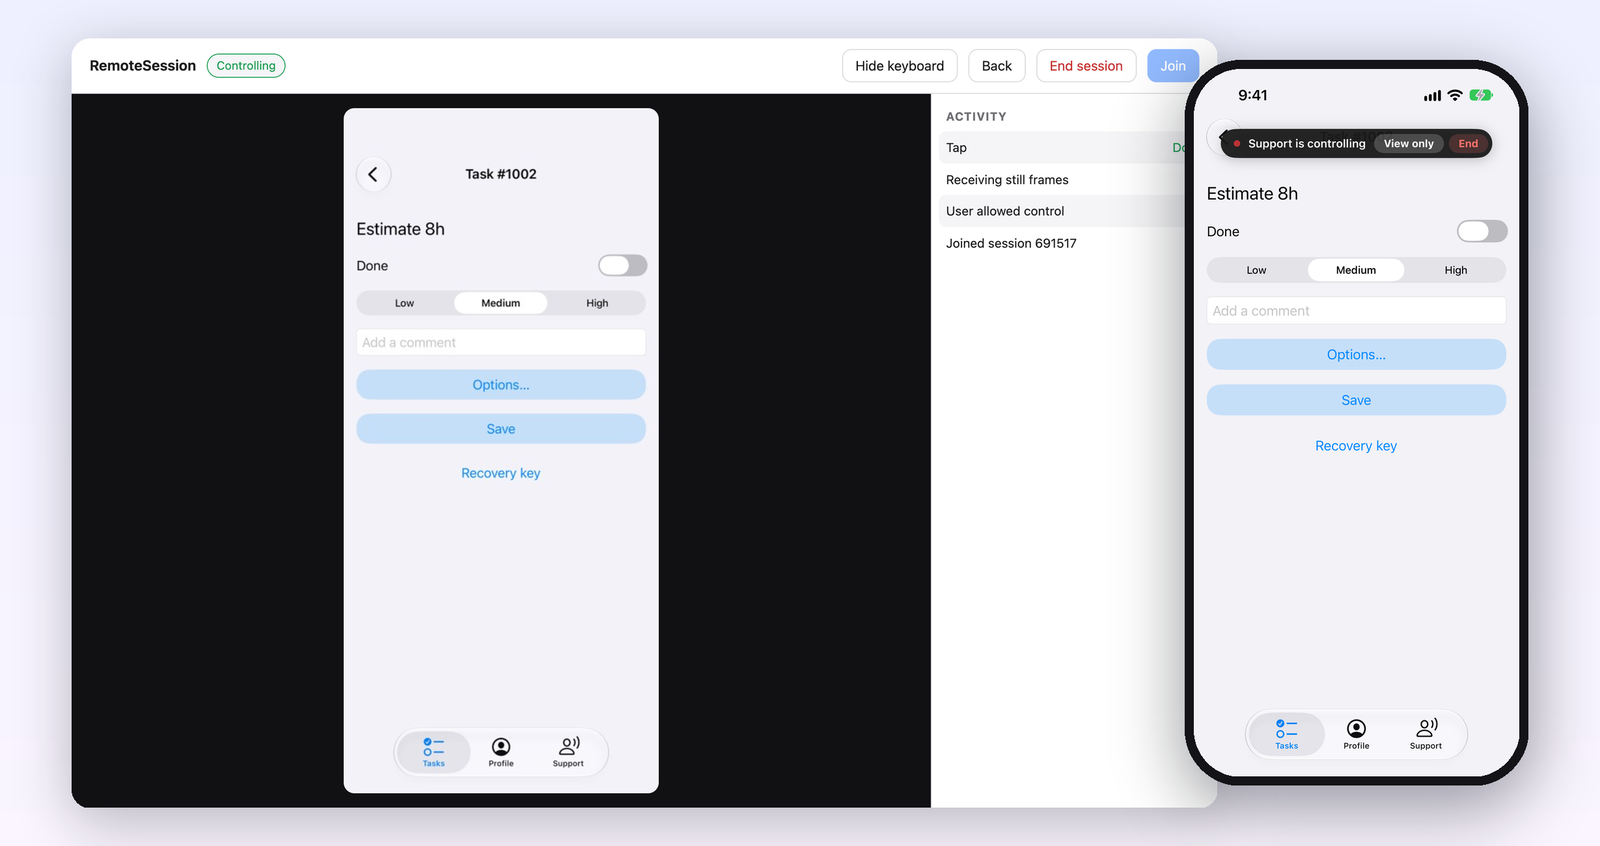 RemoteSession
Controlling
Hide keyboard
Back
End session
Join
Task #1002
Estimate 8h
Done
Low
Medium
High
Add a comment
Options...
Save
Recovery key
Tasks
Profile
Support
ACTIVITY
Tap
Receiving still frames
User allowed control
Joined session 691517
9:41
Support is controlling
View only
End
Estimate 8h
Done
Low
Medium
High
Add a comment
Options...
Save
Recovery key
Tasks
Profile
Support